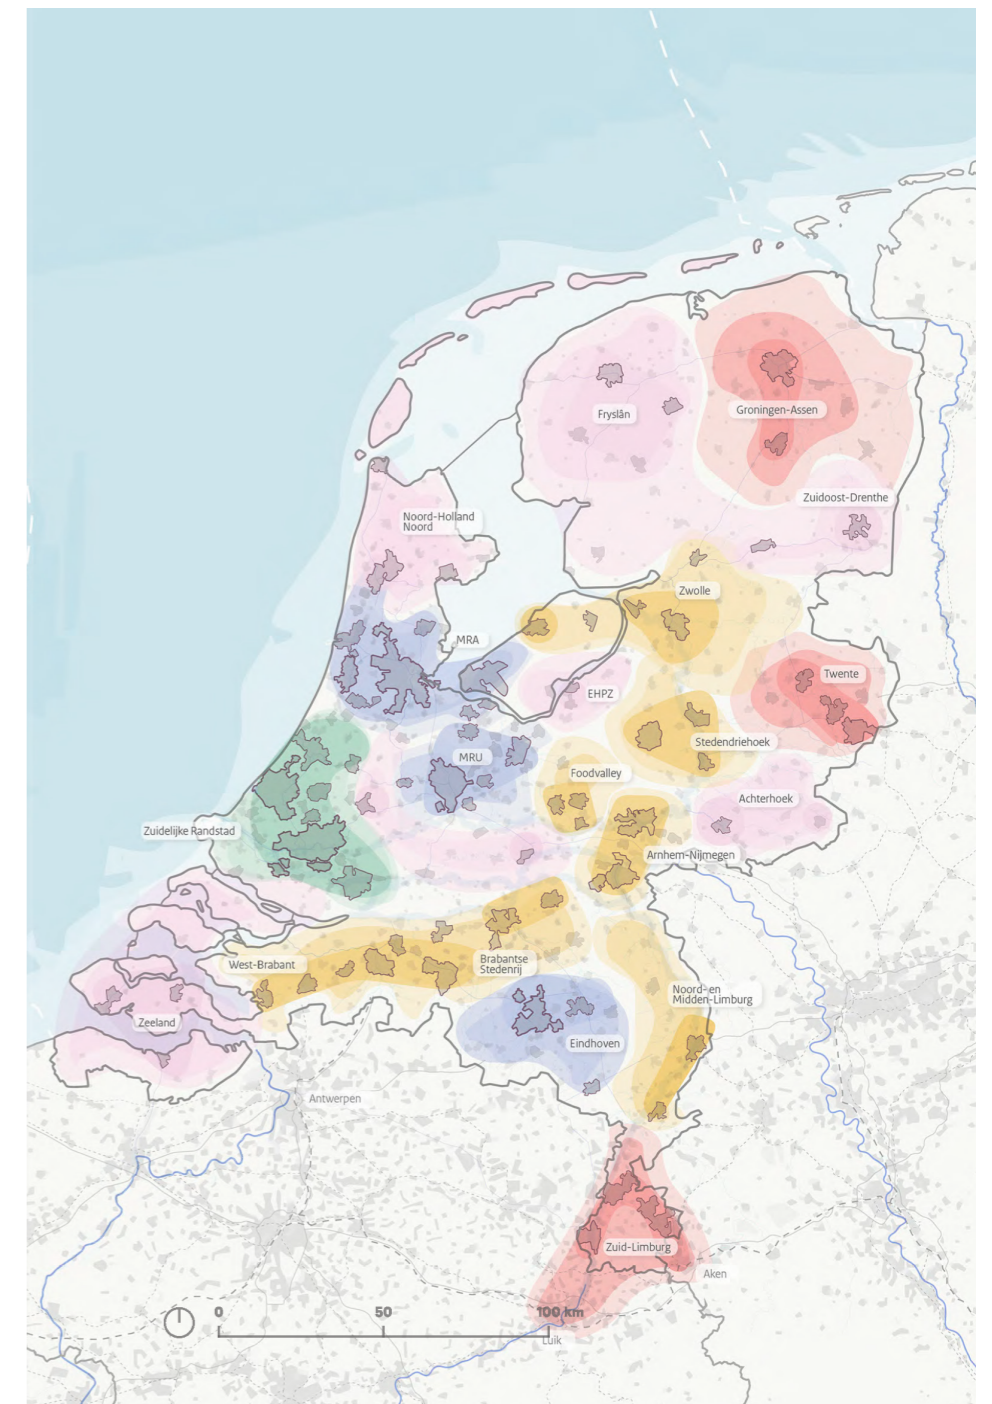 Groningen-Assen
Fryslân
Zuidoost-Drenthe
Noord-Holland
Noord
Zwolle
MRA
Twente
EHPZ
Stedendriehoek
MRU
Foodvalley
Achterhoek
Zuidelijke Randstad
Arnhem-Nijmegen
West-Brabant
Brabantse
Stedenrij
Noord- en
Midden-Limburg
Zeeland
Eindhoven
Antwerpen
Zuid-Limburg
Aken
0 50 100 km
Luik